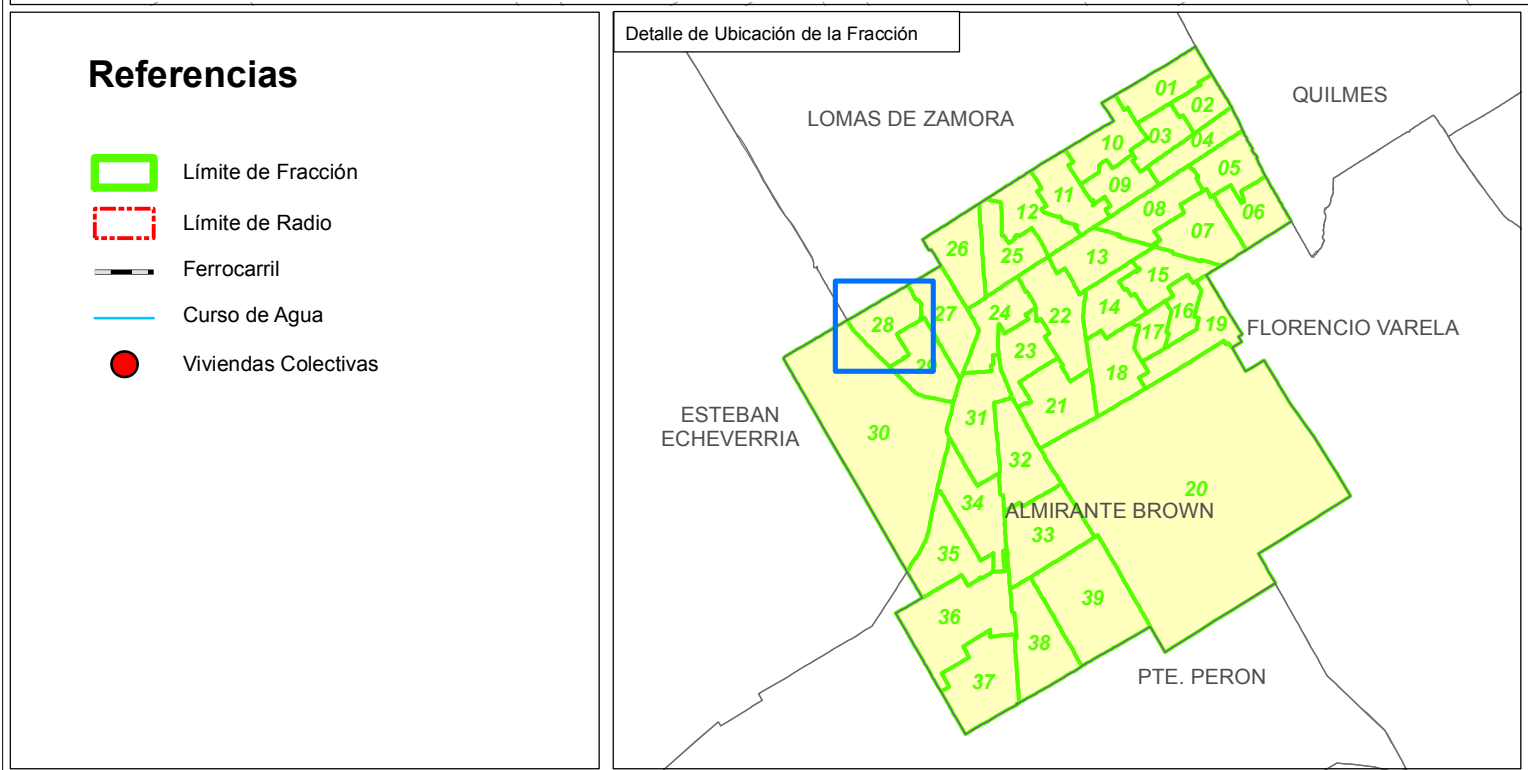 Referencias
Límite de Fracción
Límite de Radio
Ferrocarril
Curso de Agua
Viviendas Colectivas
Detalle de Ubicación de la Fracción
LOMAS DE ZAMORA
QUILMES
01
02
03
04
10
05
09
11
06
08
12
07
26
25
13
15
28
27
24
22
14
16
17
19
FLORENCIO VARELA
23
29
18
21
ESTEBAN
ECHEVERRIA
30
31
32
20
34
ALMIRANTE BROWN
33
35
39
36
38
37
PTE. PERON